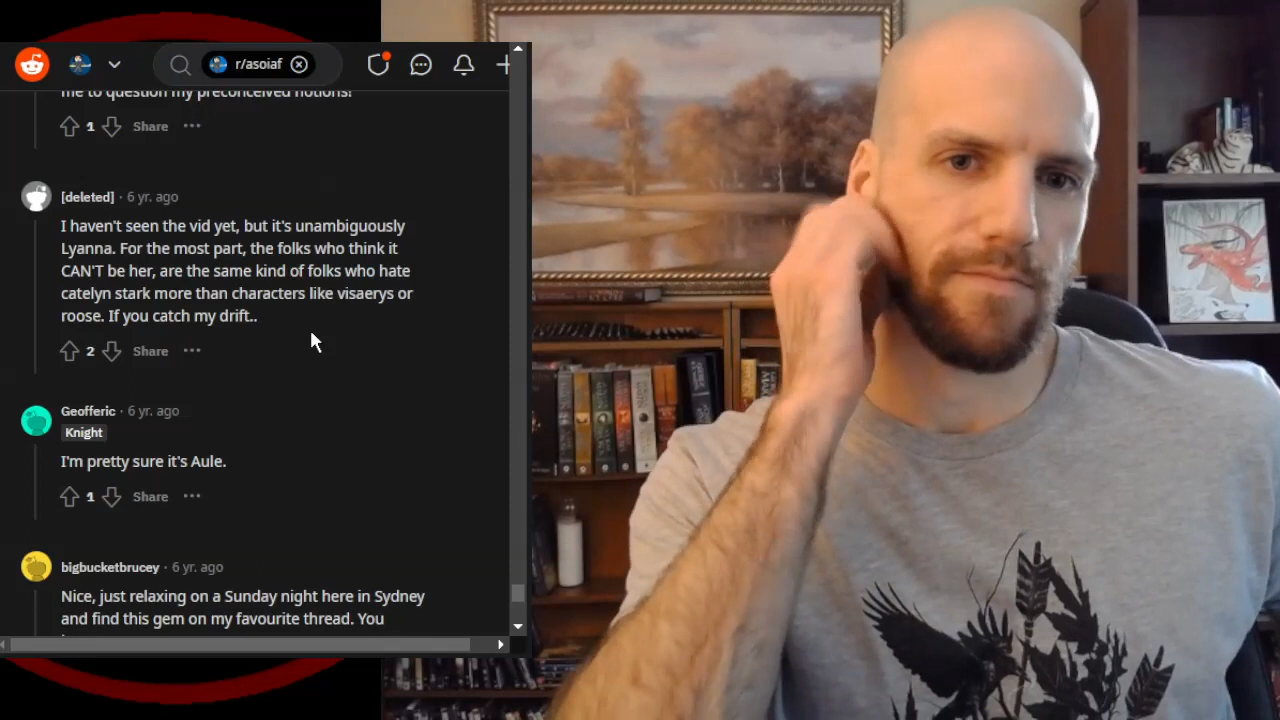 r/asoiaf
me to question my preconceived notions!
1 Share
[deleted] · 6 yr. ago
I haven't seen the vid yet, but it's unambiguously
Lyanna. For the most part, the folks who think it
CAN'T be her, are the same kind of folks who hate
catelyn stark more than characters like visaerys or
roose. If you catch my drift..
2 Share
Geofferic · 6 yr. ago
Knight
I'm pretty sure it's Aule.
1 Share
bigbucketbrucey · 6 yr. ago
Nice, just relaxing on a Sunday night here in Sydney
and find this gem on my favourite thread. You